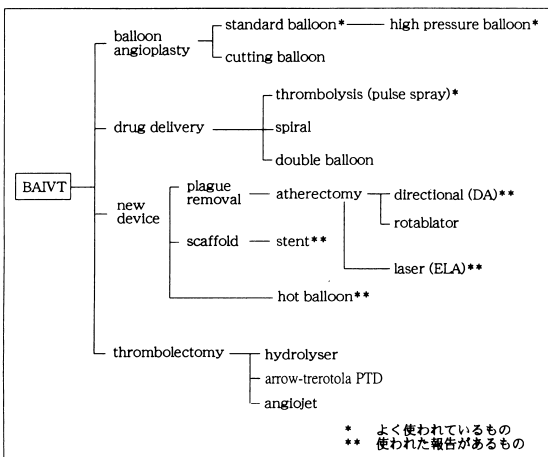 standard balloon* high pressure balloon*
balloon
angioplasty
cutting balloon
thrombolysis (pulse spray)*
drug delivery spiral
double balloon
BAIVT
plague
removal atherectomy directional (DA)**
new
device
rotablator
scaffold stent**
laser (ELA)**
hot balloon**
thrombolectomy hydrolyser
arrow-trerotola PTD
angiojet
* よく使われているもの
** 使われた報告があるもの